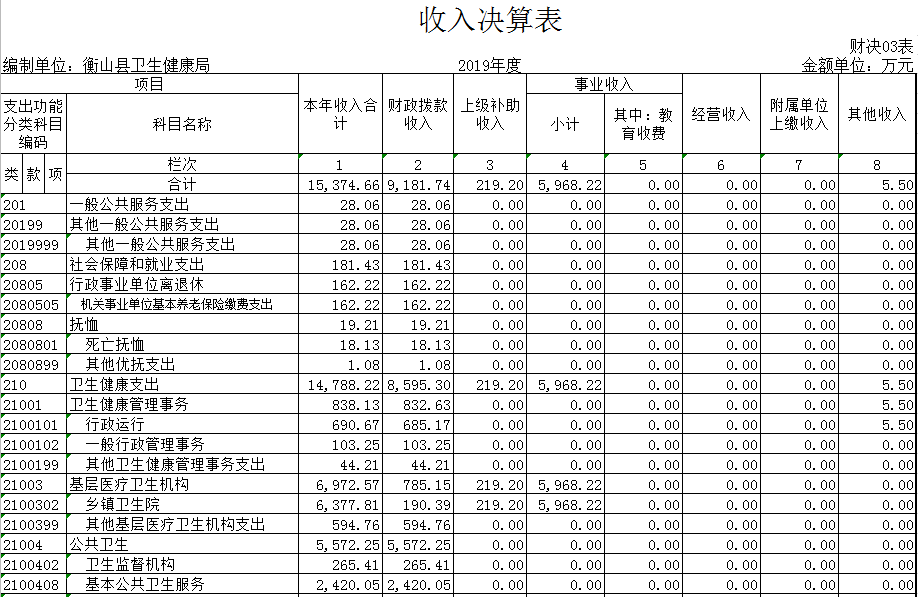 收入决算表
财决03表
编制单位：衡山县卫生健康局 2019年度 金额单位：万元
项目 本年收入合计 财政拨款收入 上级补助收入 事业收入 经营收入 附属单位上缴收入 其他收入
支出功能分类科目编码 科目名称 小计 其中：教育收费
类 款 项 栏次 1 2 3 4 5 6 7 8
合计 15,374.66 9,181.74 219.20 5,968.22 0.00 0.00 0.00 5.50
201 一般公共服务支出 28.06 28.06 0.00 0.00 0.00 0.00 0.00 0.00
20199 其他一般公共服务支出 28.06 28.06 0.00 0.00 0.00 0.00 0.00 0.00
2019999 其他一般公共服务支出 28.06 28.06 0.00 0.00 0.00 0.00 0.00 0.00
208 社会保障和就业支出 181.43 181.43 0.00 0.00 0.00 0.00 0.00 0.00
20805 行政事业单位离退休 162.22 162.22 0.00 0.00 0.00 0.00 0.00 0.00
2080505 机关事业单位基本养老保险缴费支出 162.22 162.22 0.00 0.00 0.00 0.00 0.00 0.00
20808 抚恤 19.21 19.21 0.00 0.00 0.00 0.00 0.00 0.00
2080801 死亡抚恤 18.13 18.13 0.00 0.00 0.00 0.00 0.00 0.00
2080899 其他优抚支出 1.08 1.08 0.00 0.00 0.00 0.00 0.00 0.00
210 卫生健康支出 14,788.22 8,595.30 219.20 5,968.22 0.00 0.00 0.00 5.50
21001 卫生健康管理事务 838.13 832.63 0.00 0.00 0.00 0.00 0.00 5.50
2100101 行政运行 690.67 685.17 0.00 0.00 0.00 0.00 0.00 5.50
2100102 一般行政管理事务 103.25 103.25 0.00 0.00 0.00 0.00 0.00 0.00
2100199 其他卫生健康管理事务支出 44.21 44.21 0.00 0.00 0.00 0.00 0.00 0.00
21003 基层医疗卫生机构 6,972.57 785.15 219.20 5,968.22 0.00 0.00 0.00 0.00
2100302 乡镇卫生院 6,377.81 190.39 219.20 5,968.22 0.00 0.00 0.00 0.00
2100399 其他基层医疗卫生机构支出 594.76 594.76 0.00 0.00 0.00 0.00 0.00 0.00
21004 公共卫生 5,572.25 5,572.25 0.00 0.00 0.00 0.00 0.00 0.00
2100402 卫生监督机构 265.41 265.41 0.00 0.00 0.00 0.00 0.00 0.00
2100408 基本公共卫生服务 2,420.05 2,420.05 0.00 0.00 0.00 0.00 0.00 0.00